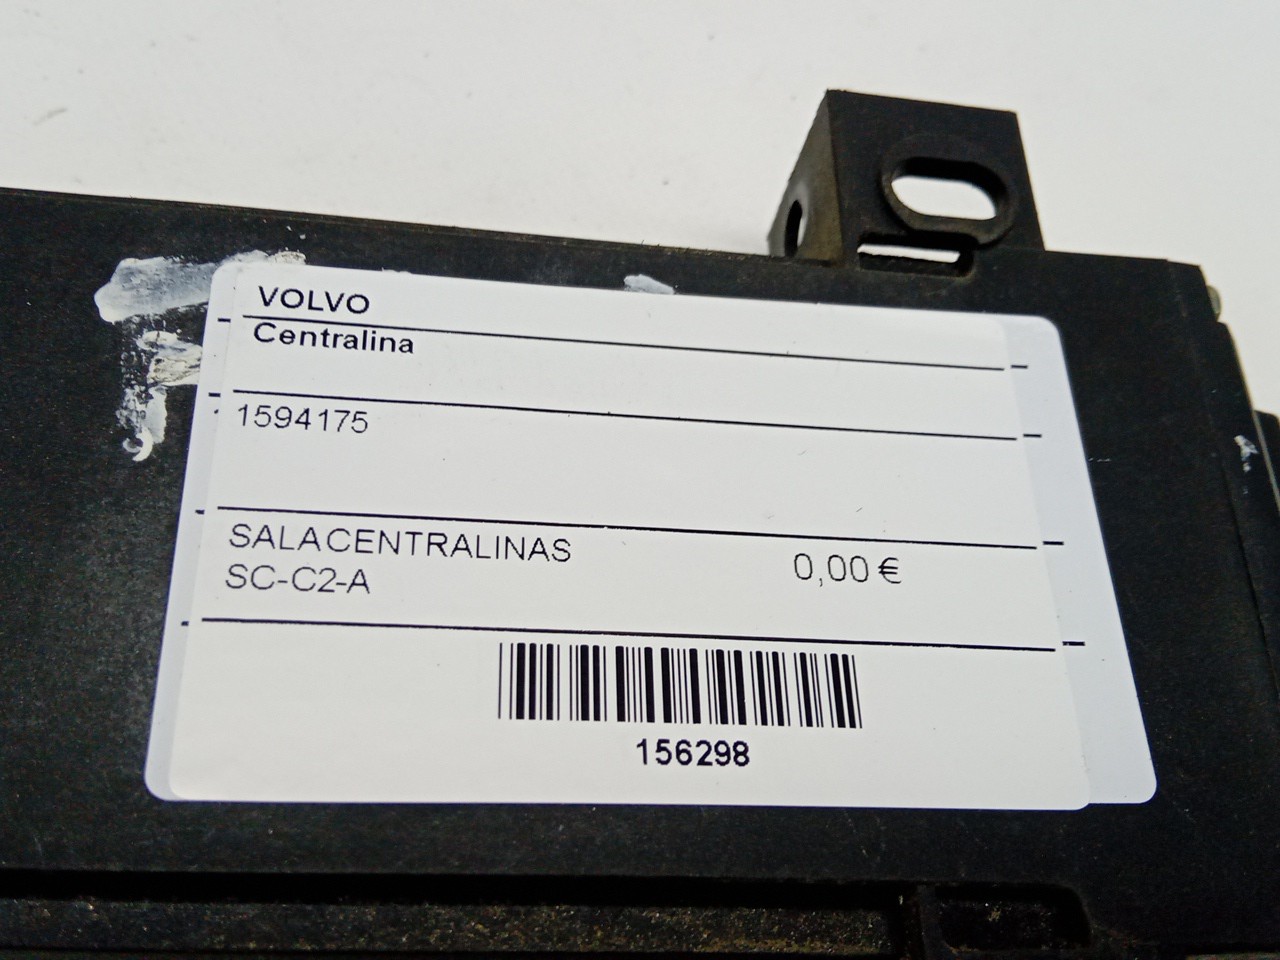 VOLVO
Centralina
1594175
SALACENTRALINAS
SC-C2-A
0,00 €
156298